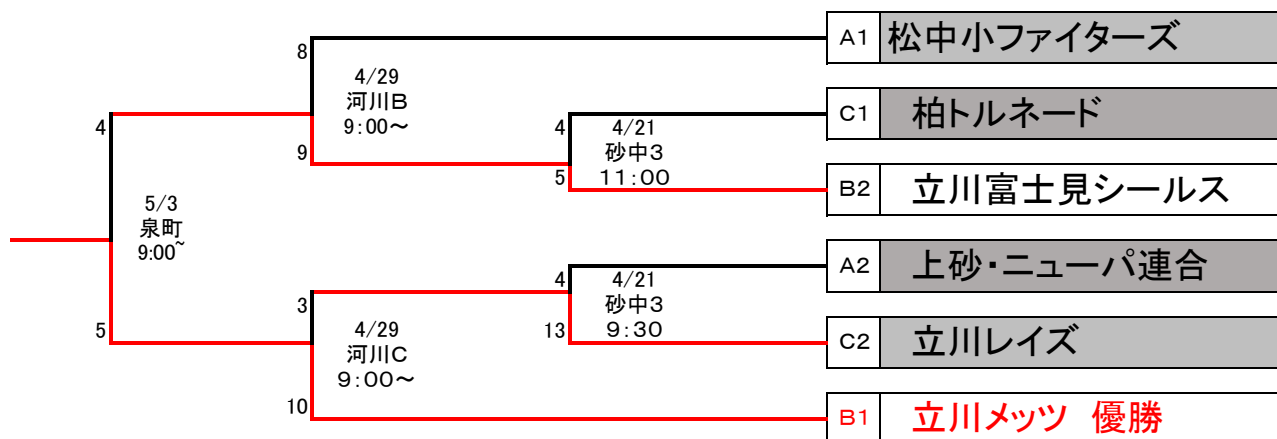 A1 松中小ファイターズ
8
4/29
河川B
9:00～
C1 柏トルネード
4
4
4/21
砂中3
11:00
9
5
B2 立川富士見シールス
5/3
泉町
9:00~
A2 上砂・ニューパ連合
4
4/21
砂中3
9:30
3
5
13
4/29
河川C
9:00～
C2 立川レイズ
10
B1 立川メッツ 優勝